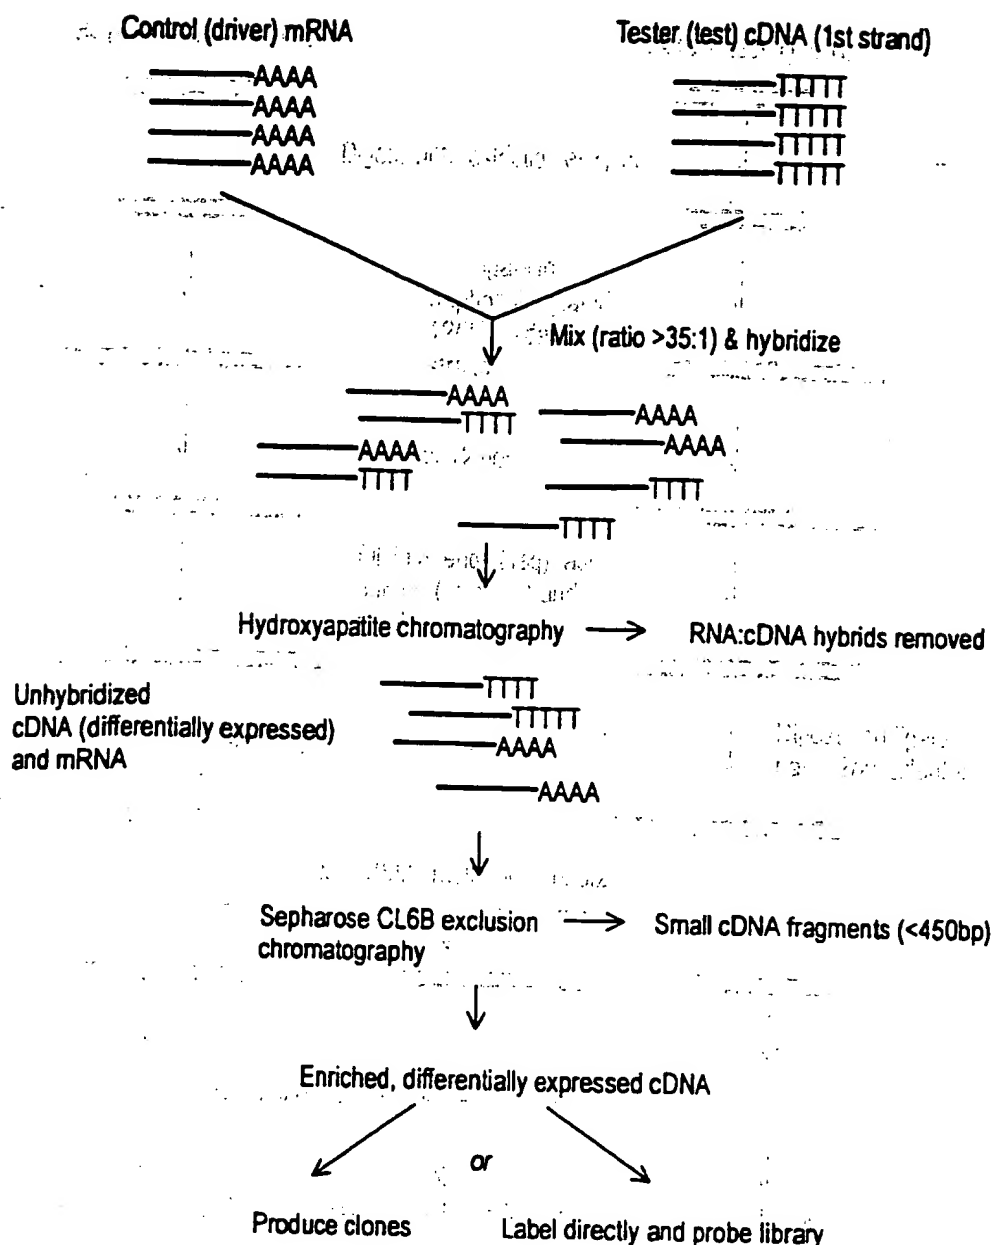 Control (driver) mRNA
Tester (test) cDNA (1st strand)
AAAA
AAAA
AAAA
AAAA
TTTTT
TTTTT
TTTTT
TTTTT
Mix (ratio >35:1) & hybridize
AAAA
TTTT
AAAA
AAAA
AAAA
TTTT
TTTT
TTTT
Hydroxyapatite chromatography
RNA:cDNA hybrids removed
Unhybridized
cDNA (differentially expressed)
and mRNA
TTTT
TTTTT
AAAA
AAAA
Sepharose CL6B exclusion
chromatography
Small cDNA fragments (<450bp)
Enriched, differentially expressed cDNA
or
Produce clones
Label directly and probe library